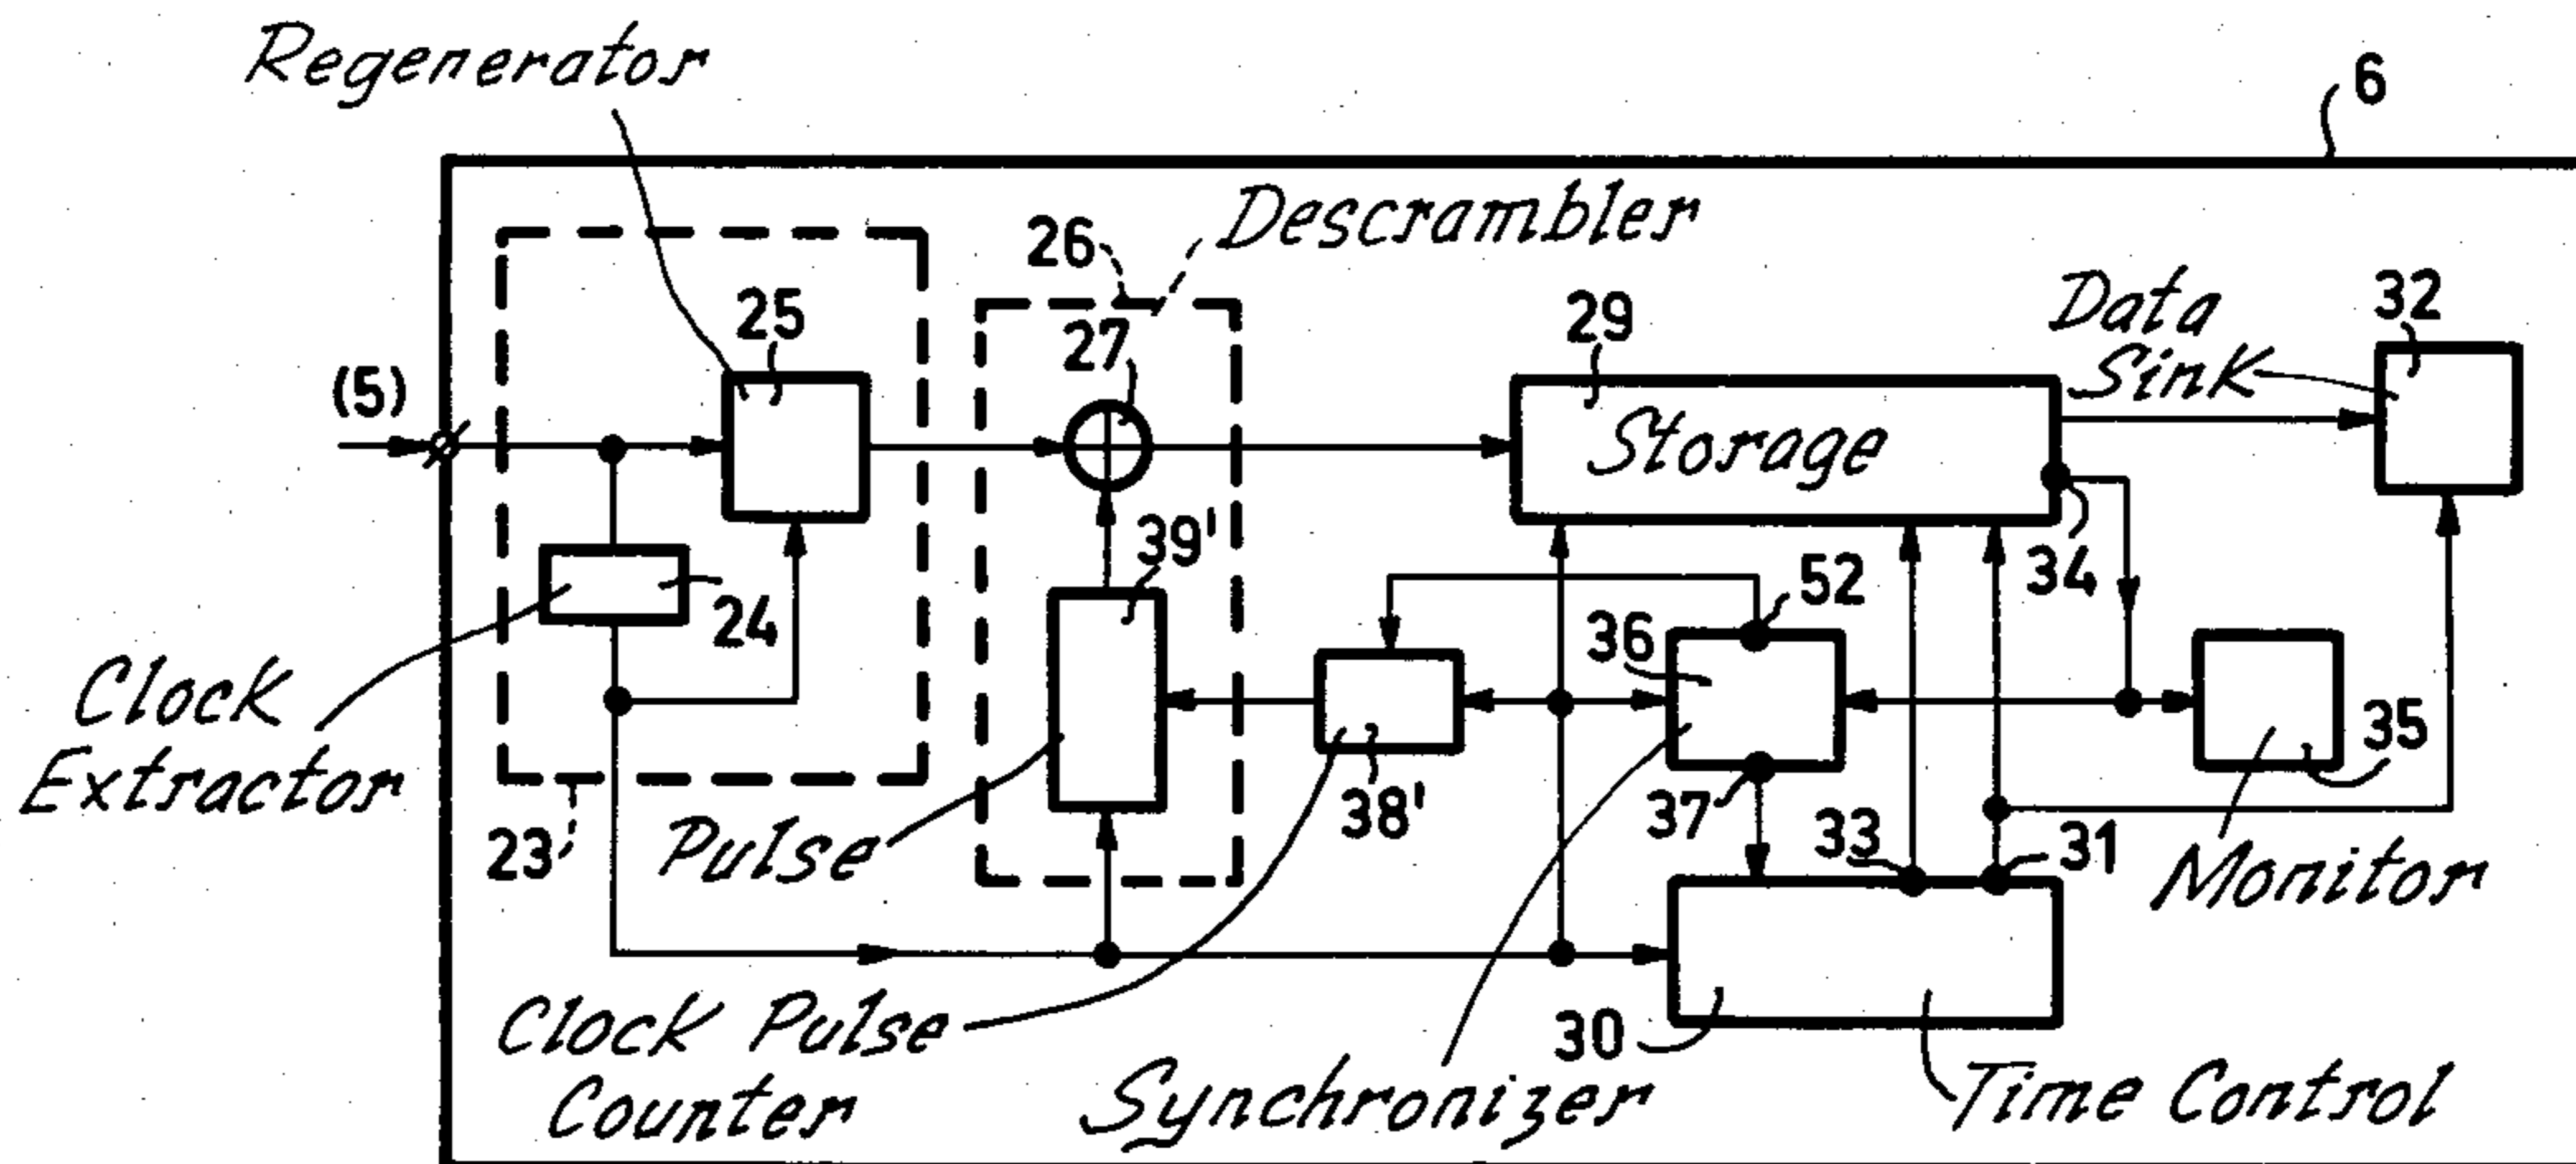 Regenerator
6
Descrambler
26
25
27
29
Data
Sink
32
(5)
Storage
39'
34
52
24
36
Clock
Extractor
35
38'
37
33
31
23
Pulse
Monitor
Clock Pulse
Counter
30
Synchronizer
Time Control